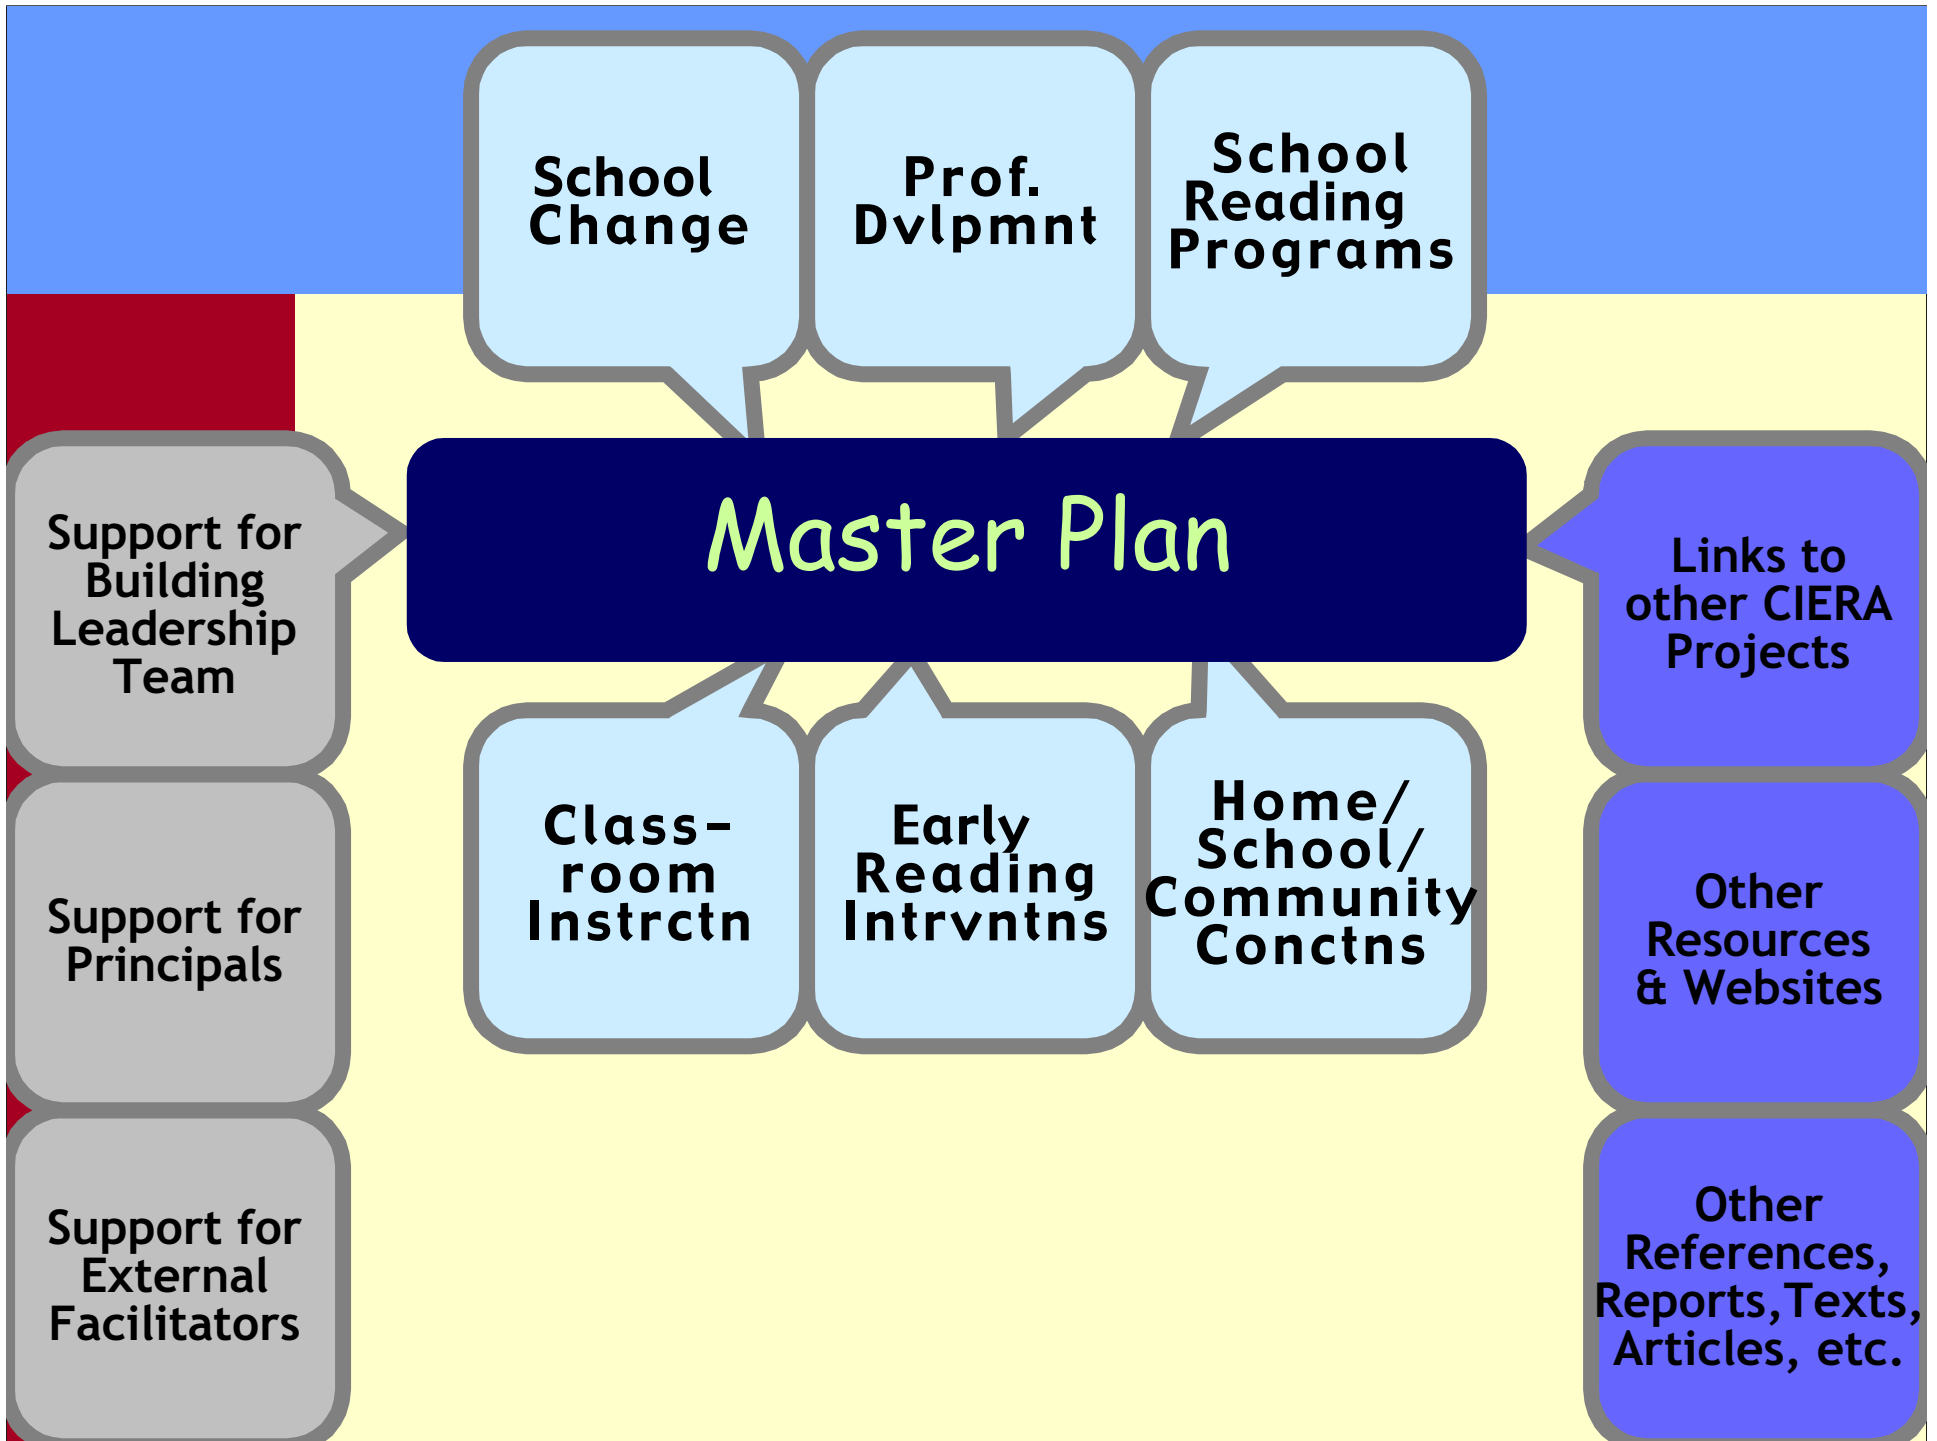 School
Change
Prof.
Dvlpmnt
School
Reading
Programs
Master Plan
Support for
Building
Leadership
Team
Links to
other CIERA
Projects
Class-
room
Instrctn
Early
Reading
Intrvntns
Home/
School/
Community
Conctns
Support for
Principals
Other
Resources
& Websites
Support for
External
Facilitators
Other
References,
Reports,Texts,
Articles, etc.